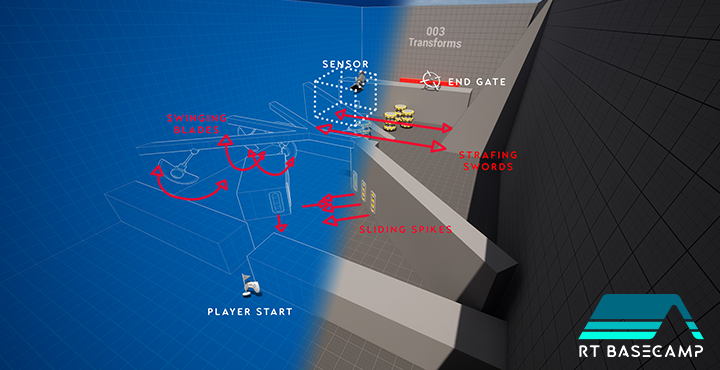 003
Transforms
SENSOR
END GATE
SWINGING
BLADES
STRAFING
SWORDS
SLIDING SPIKES
PLAYER START
RT BASECAMP